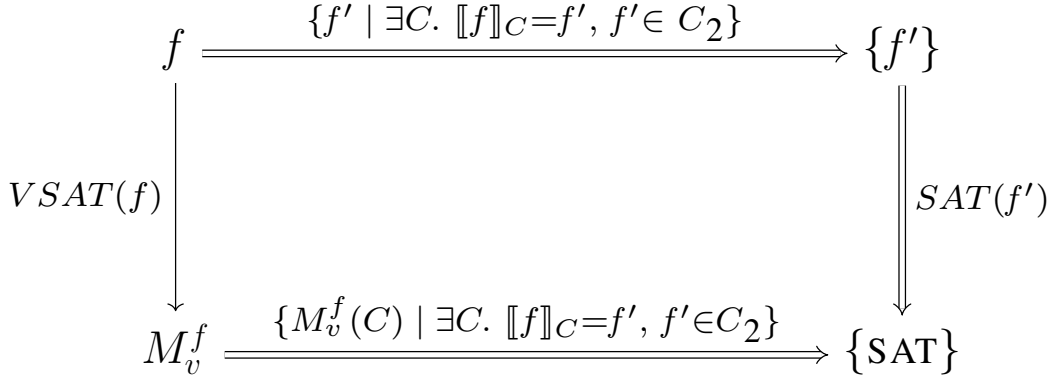 {f′ | ∃C. ⟦f⟧_C=f′, f′∈ C_2}
f {f′}
VSAT(f) SAT(f′)
{M_v^f(C) | ∃C. ⟦f⟧_C=f′, f′∈C_2}
M_v^f {SAT}